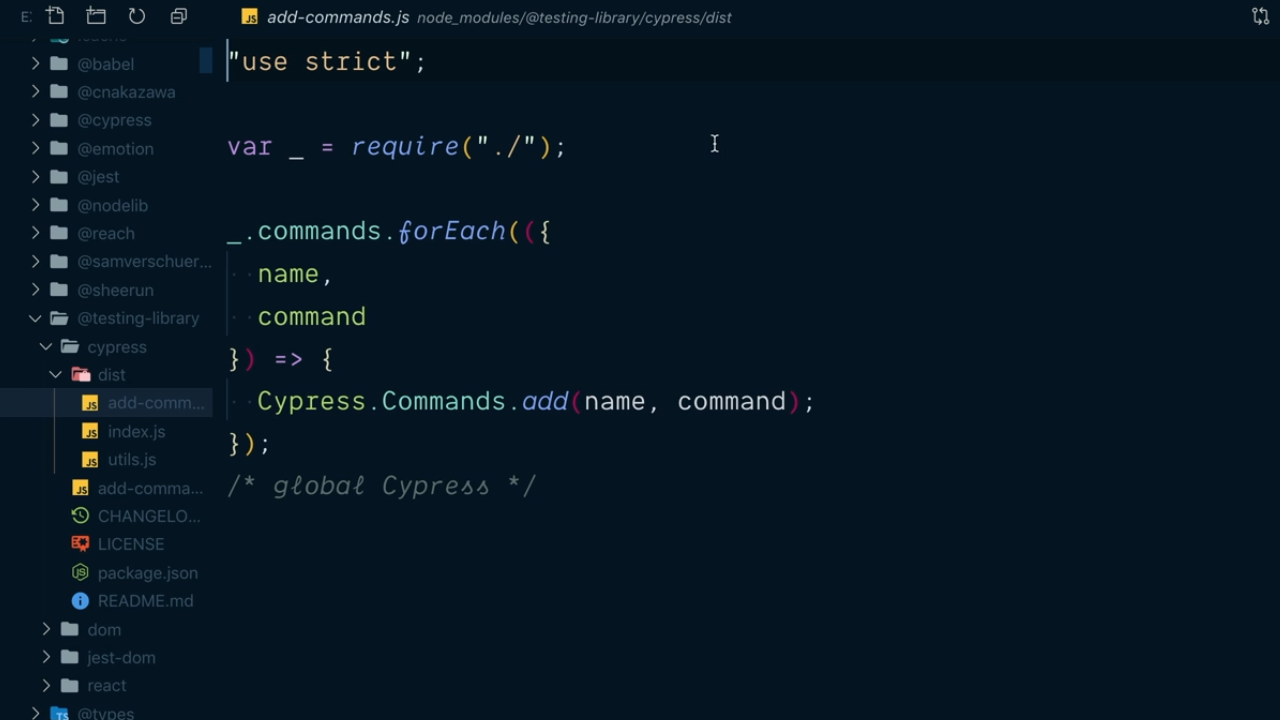 E:
add-commands.js node_modules/@testing-library/cypress/dist
@babel
@cnakazawa
@cypress
@emotion
@jest
@nodelib
@reach
@samverschuer...
@sheerun
@testing-library
cypress
dist
add-comm...
index.js
utils.js
add-comma...
CHANGELO...
LICENSE
package.json
README.md
dom
jest-dom
react
@types
"use strict";
var _ = require("./");
_.commands.forEach(({
name,
command
}) => {
Cypress.Commands.add(name, command);
});
/* global Cypress */